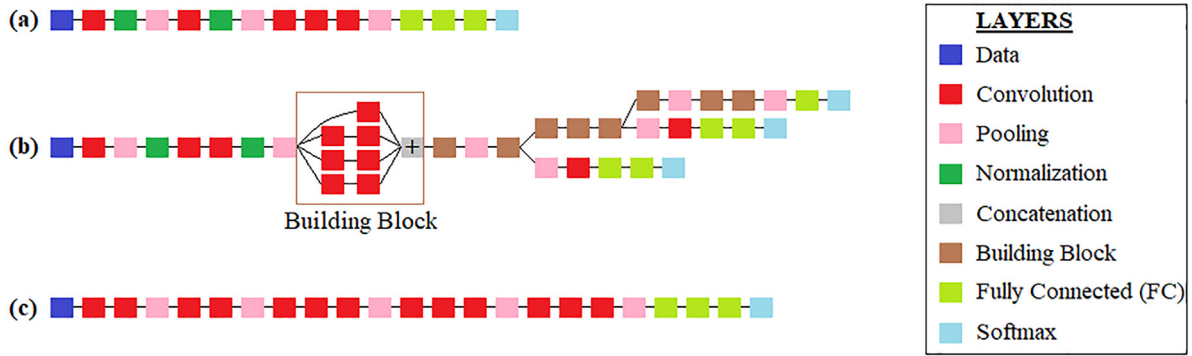 (a)
(b)
+
Building Block
(c)
LAYERS
Data
Convolution
Pooling
Normalization
Concatenation
Building Block
Fully Connected (FC)
Softmax